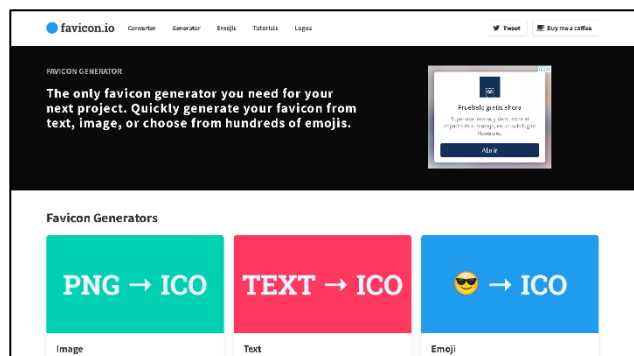 favicon.io
Converter Generator Emojis Tutorials Logos
Tweet
Buy me a coffee
FAVICON GENERATOR
The only favicon generator you need for your
next project. Quickly generate your favicon from
text, image, or choose from hundreds of emojis.
Pruébalo gratis ahora
Abrir
Favicon Generators
PNG → ICO
TEXT → ICO
😎 → ICO
Image
Text
Emoji